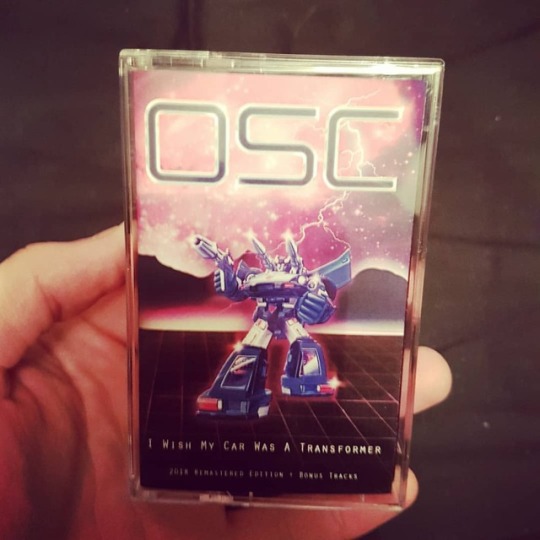 OSC
I Wish My Car Was A Transformer
2018 Remastered Edition + Bonus Tracks